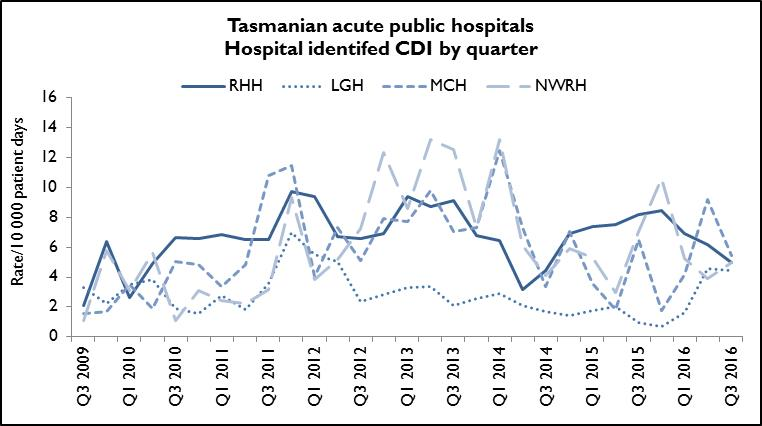 Tasmanian acute public hospitals
Hospital identifed CDI by quarter
RHH LGH MCH NWRH
Rate/10 000 patient days
16
14
12
10
8
6
4
2
0
Q3 2009
Q1 2010
Q3 2010
Q1 2011
Q3 2011
Q1 2012
Q3 2012
Q1 2013
Q3 2013
Q1 2014
Q3 2014
Q1 2015
Q3 2015
Q1 2016
Q3 2016